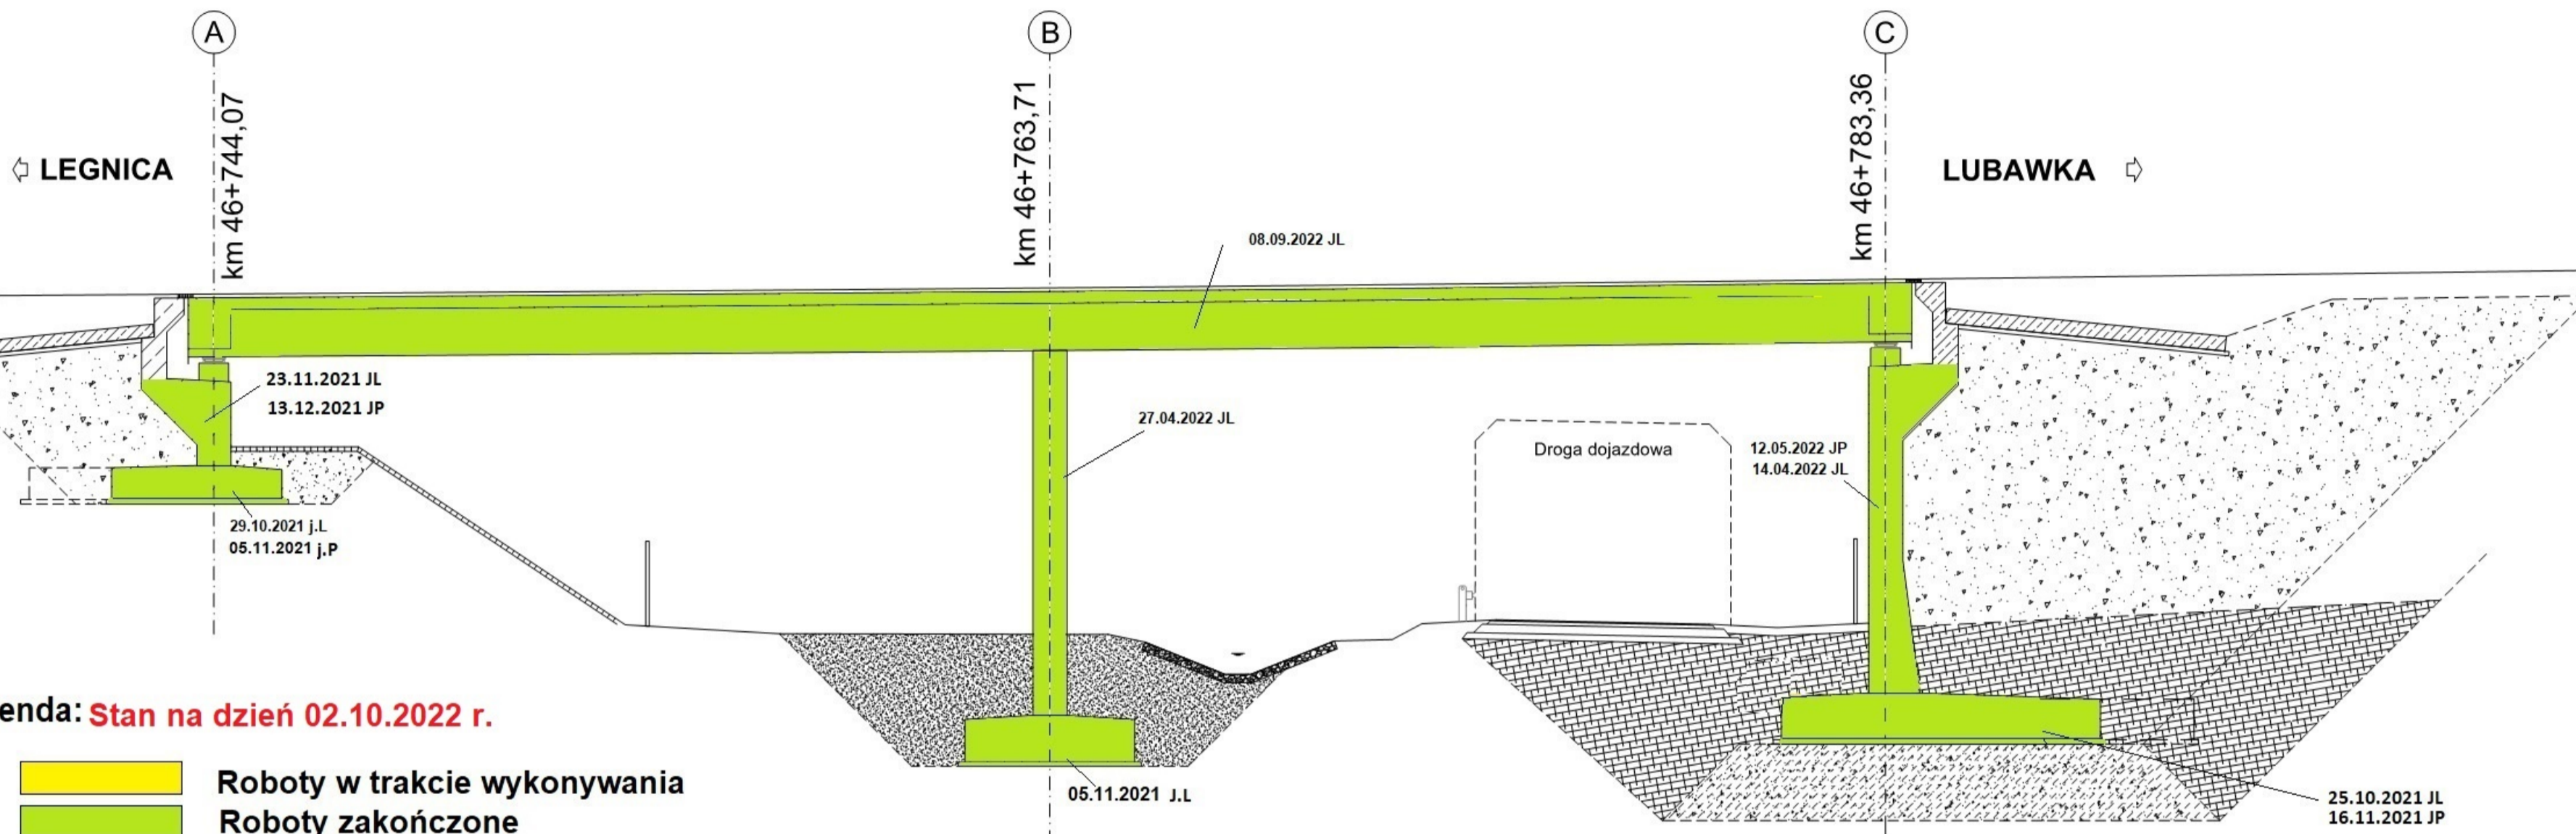 A
B
C
km 46+744,07
km 46+763,71
km 46+783,36
LEGNICA
LUBAWKA
08.09.2022 JL
23.11.2021 JL
13.12.2021 JP
27.04.2022 JL
Droga dojazdowa
12.05.2022 JP
14.04.2022 JL
29.10.2021 j.L
05.11.2021 j.P
enda: Stan na dzień 02.10.2022 r.
Roboty w trakcie wykonywania
Roboty zakończone
05.11.2021 J.L
25.10.2021 JL
16.11.2021 JP